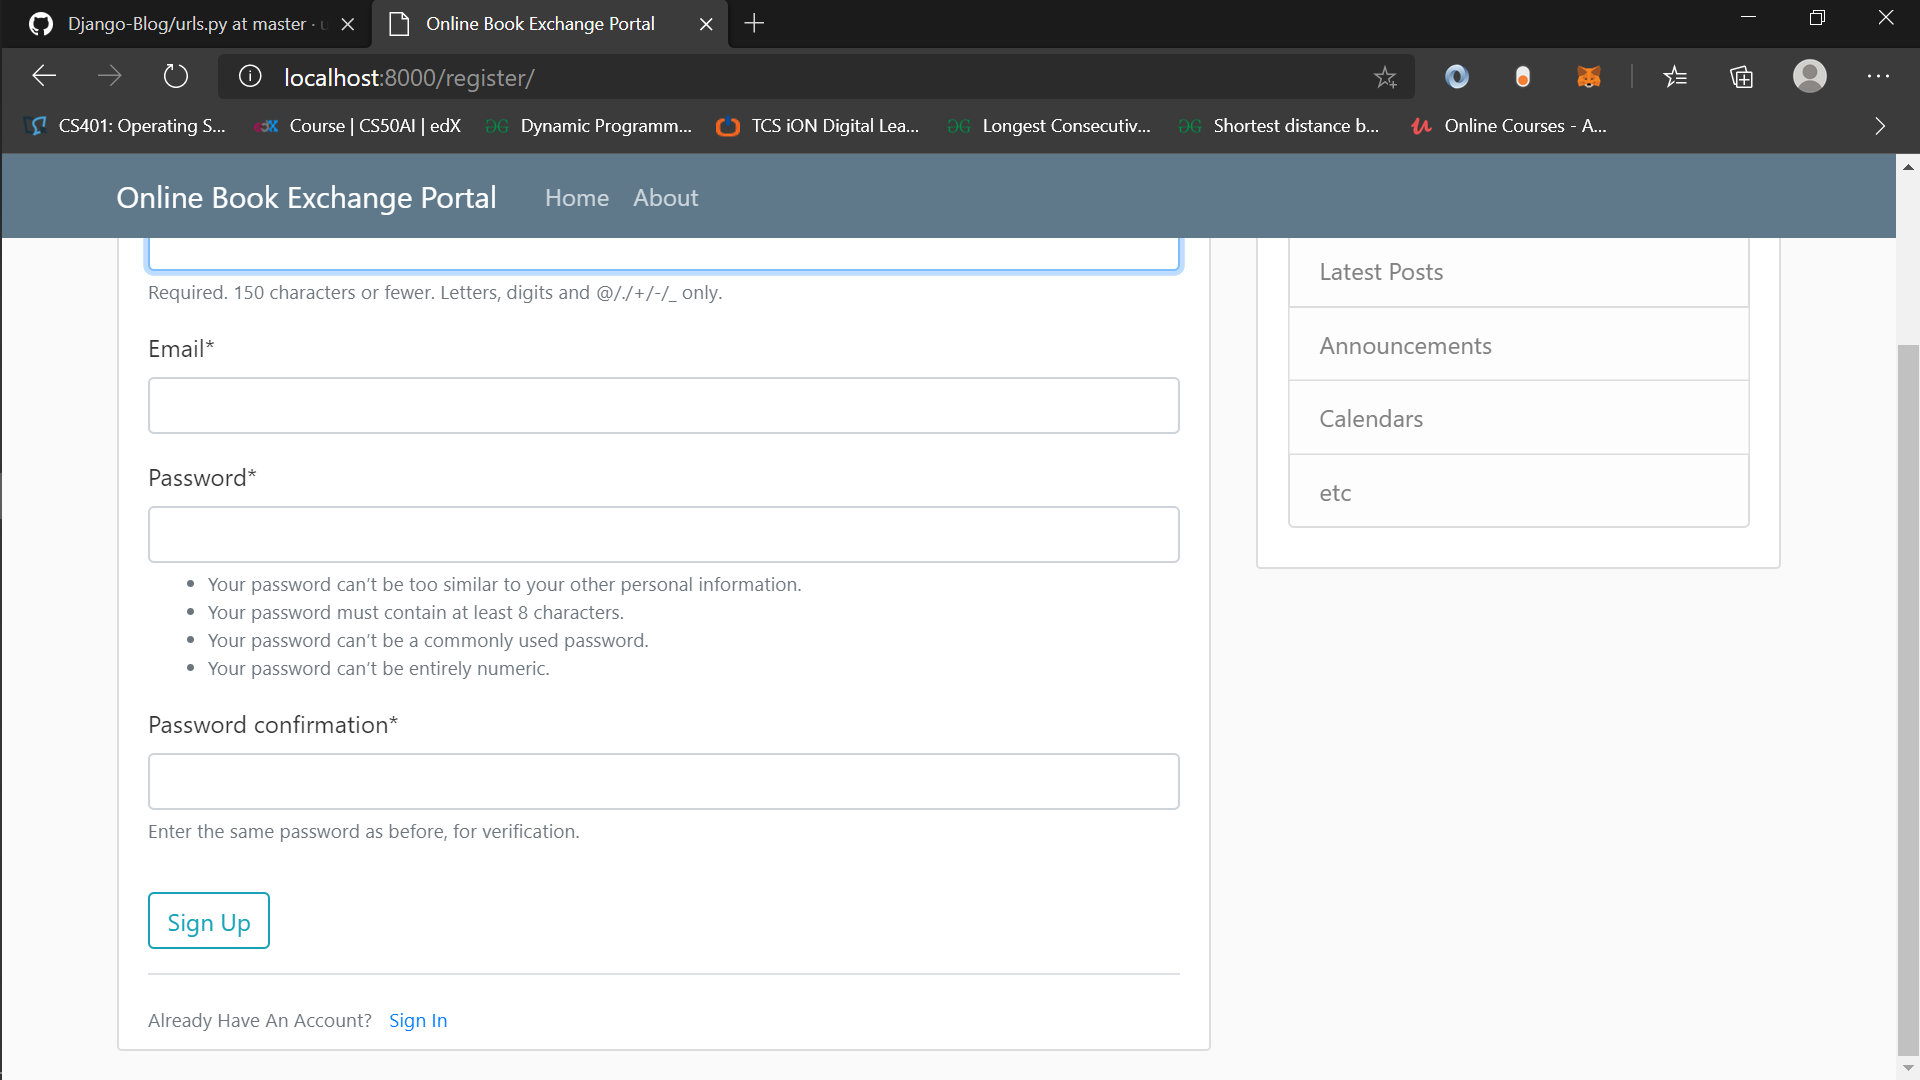 Django-Blog/urls.py at master ·
Online Book Exchange Portal
localhost:8000/register/
CS401: Operating S...
Course | CS50AI | edX
Dynamic Programm...
TCS iON Digital Lea...
Longest Consecutiv...
Shortest distance b...
Online Courses - A...
Online Book Exchange Portal
Home
About
Required. 150 characters or fewer. Letters, digits and @/./+/-/_ only.
Email*
Password*
Your password can’t be too similar to your other personal information.
Your password must contain at least 8 characters.
Your password can’t be a commonly used password.
Your password can’t be entirely numeric.
Password confirmation*
Enter the same password as before, for verification.
Sign Up
Already Have An Account? Sign In
Latest Posts
Announcements
Calendars
etc